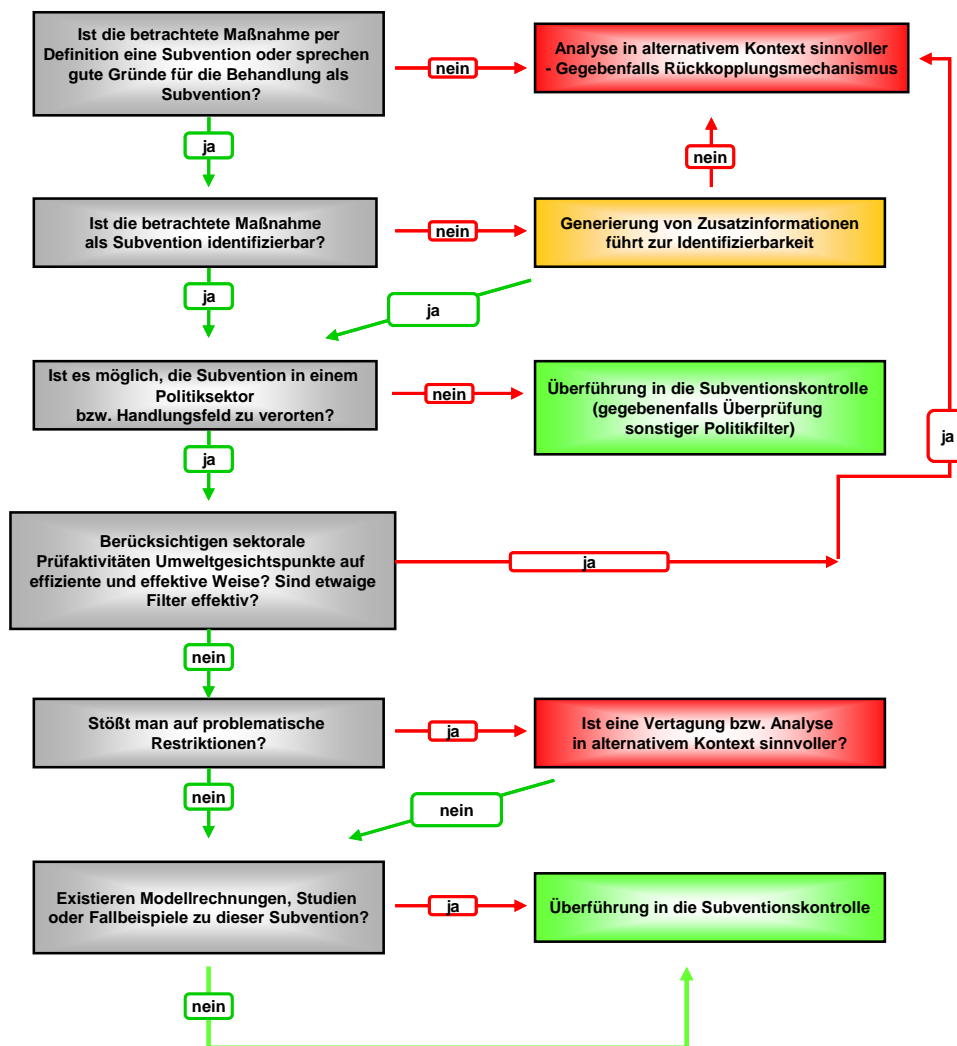 Ist die betrachtete Maßnahme per
Definition eine Subvention oder sprechen
gute Gründe für die Behandlung als
Subvention?
nein
Analyse in alternativem Kontext sinnvoller
- Gegebenfalls Rückkopplungsmechanismus
ja
nein
Ist die betrachtete Maßnahme
als Subvention identifizierbar?
nein
Generierung von Zusatzinformationen
führt zur Identifizierbarkeit
ja
ja
Ist es möglich, die Subvention in einem
Politiksektor
bzw. Handlungsfeld zu verorten?
nein
Überführung in die Subventionskontrolle
(gegebenenfalls Überprüfung
sonstiger Politikfilter)
ja
ja
Berücksichtigen sektorale
Prüfaktivitäten Umweltgesichtspunkte auf
effiziente und effektive Weise? Sind etwaige
Filter effektiv?
ja
nein
Stößt man auf problematische
Restriktionen?
ja
Ist eine Vertagung bzw. Analyse
in alternativem Kontext sinnvoller?
nein
nein
Existieren Modellrechnungen, Studien
oder Fallbeispiele zu dieser Subvention?
ja
Überführung in die Subventionskontrolle
nein